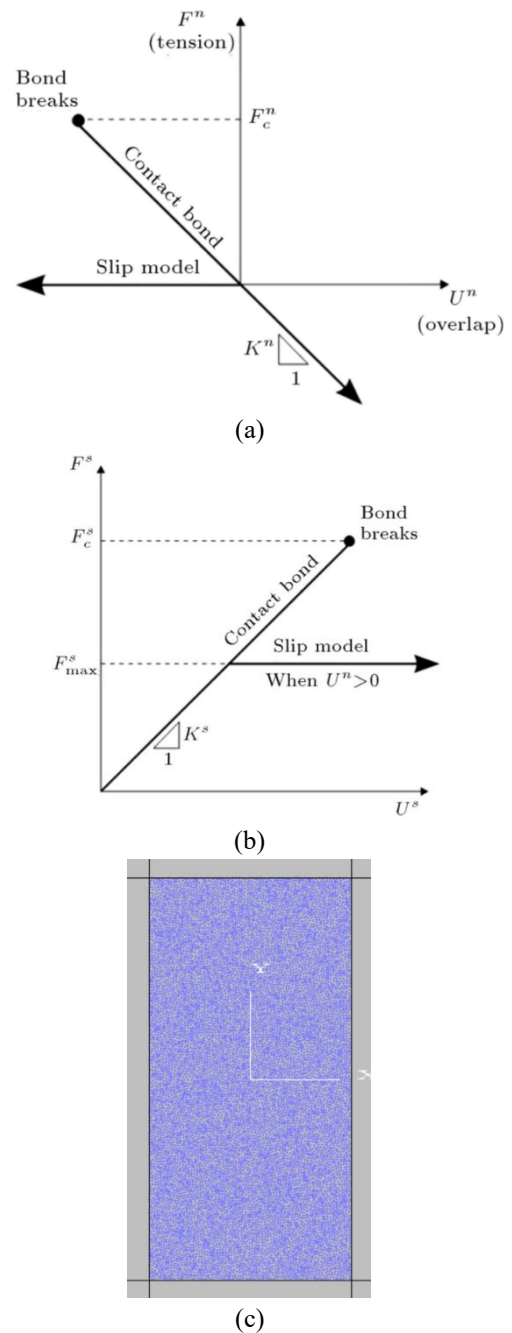 F^n
(tension)
Bond
breaks
F_c^n
Contact bond
Slip model
U^n
(overlap)
K^n
1
(a)
F^s
Bond
breaks
F_c^s
Contact bond
Slip model
F_max^s
When U^n>0
K^s
1
U^s
(b)
Y
X
(c)